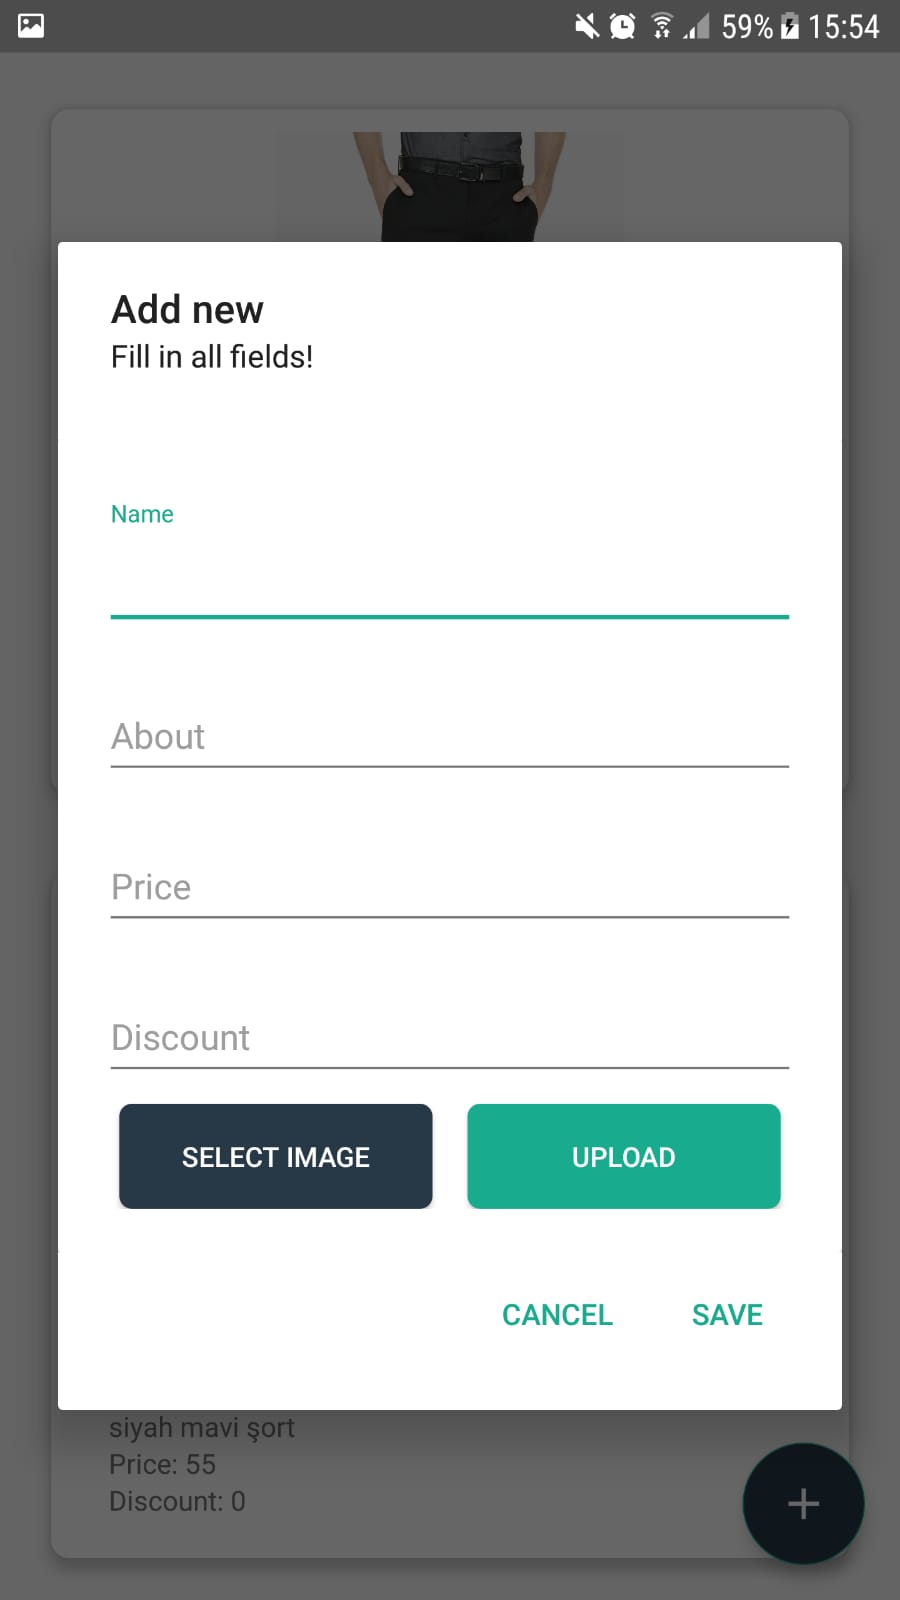 59% 15:54
Add new
Fill in all fields!
Name
About
Price
Discount
SELECT IMAGE UPLOAD
CANCEL SAVE
siyah mavi şort
Price: 55
Discount: 0
+